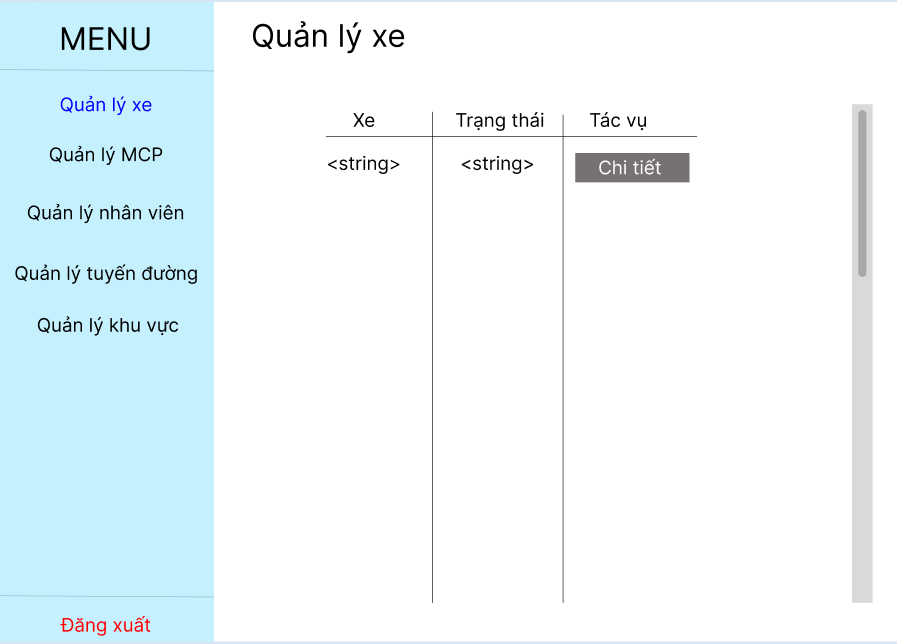 MENU
Quản lý xe
Quản lý MCP
Quản lý nhân viên
Quản lý tuyến đường
Quản lý khu vực
Đăng xuất
Quản lý xe
Xe Trạng thái Tác vụ
<string> <string> Chi tiết